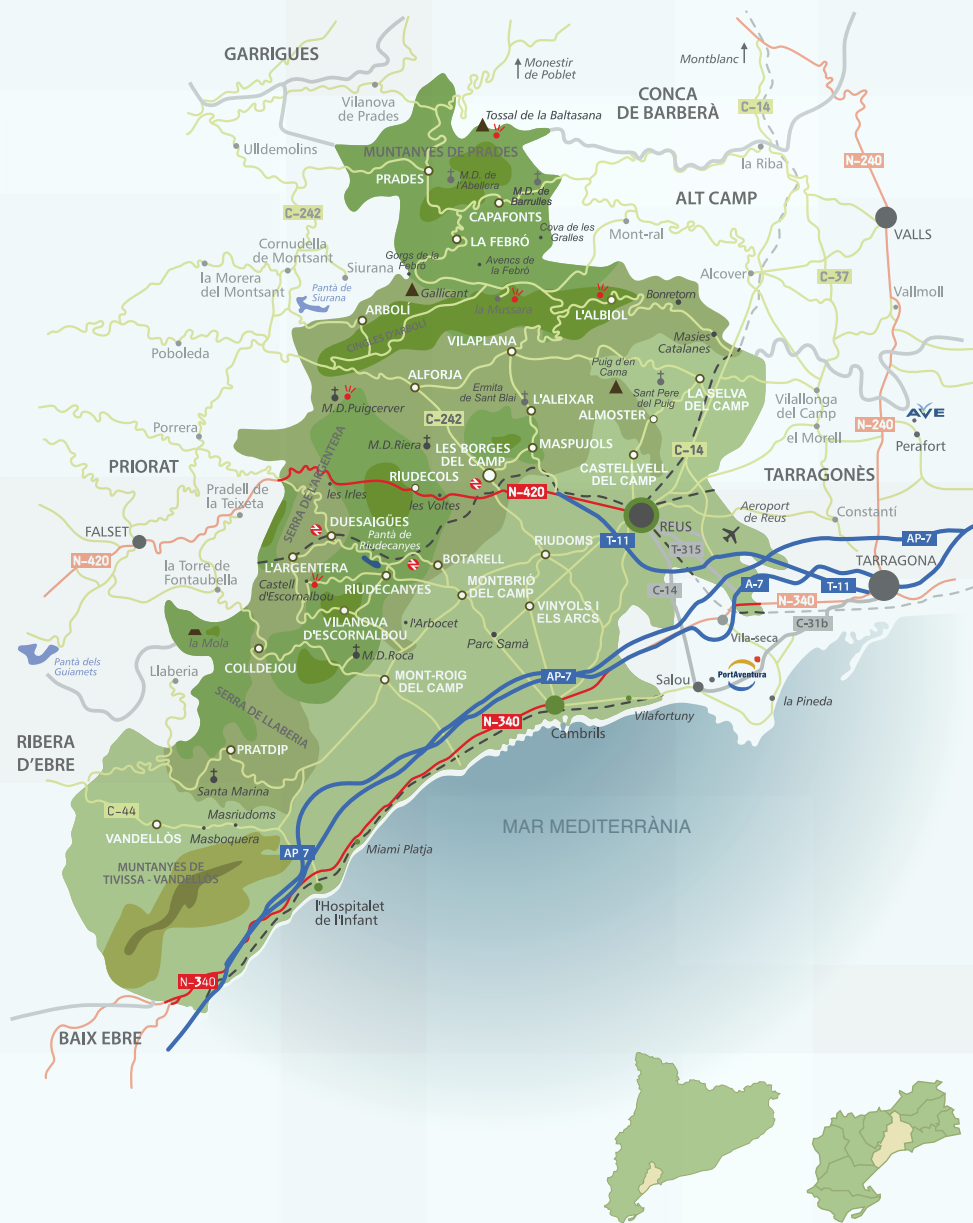 GARRIGUES
Monestir
de Poblet
Montblanc
CONCA
DE BARBERÀ
Vilanova
de Prades
C-14
Tossal de la Baltasana
Ulldemolins
MUNTANYES DE PRADES
la Riba
N-240
PRADES
M.D. de
l'Abellera
M.D. de
Barrulles
ALT CAMP
C-242
CAPAFONTS
VALLS
Cornudella
de Montsant
LA FEBRÓ
Cova de les
Gralles
Mont-ral
Gorgs de la
Febró
Avencs de
la Febró
la Morera
del Montsant
Siurana
Alcover
C-37
Pantà de
Siurana
Gallicant
la Mussara
Bonretorn
Vallmoll
ARBOLÍ
L'ALBIOL
CINGLES D'ARBOLÍ
Masies
Catalanes
Poboleda
VILAPLANA
Puig d'en
Cama
ALFORJA
Ermita
de Sant Blai
Sant Pere
del Puig
LA SELVA
DEL CAMP
M.D.Puigcerver
L'ALEIXAR
Vilallonga
del Camp
AVE
C-242
ALMOSTER
N-240
Porrera
M.D.Riera
LES BORGES
DEL CAMP
MASPUJOLS
C-14
el Morell
Perafort
PRIORAT
SERRA DE L'ARGENTERA
CASTELLVELL
DEL CAMP
TARRAGONÈS
RIUDECOLS
Pradell de
la Teixeta
les Irles
les Voltes
N-420
Aeroport
de Reus
Constantí
FALSET
DUESAIGÜES
Pantà de
Riudecanyes
REUS
RIUDOMS
T-11
T-315
AP-7
N-420
la Torre de
Fontaubella
L'ARGENTERA
BOTARELL
TARRAGONA
Castell
d'Escornalbou
RIUDECANYES
MONTBRIÓ
DEL CAMP
C-14
A-7
T-11
N-340
VINYOLS I
ELS ARCS
VILANOVA
D'ESCORNALBOU
l'Arbocet
C-31b
la Mola
Parc Samà
Vila-seca
Pantà dels
Guiamets
Llaberia
COLLDEJOU
M.D.Roca
MONT-ROIG
DEL CAMP
AP-7
Salou
PortAventura
la Pineda
SERRA DE LLABERIA
N-340
Vilafortuny
RIBERA
D'EBRE
Cambrils
PRATDIP
Santa Marina
C-44
Masriudoms
MAR MEDITERRÀNIA
VANDELLÒS
Masboquera
AP 7
Miami Platja
MUNTANYES DE
TIVISSA - VANDELLÒS
l'Hospitalet
de l'Infant
N-340
BAIX EBRE